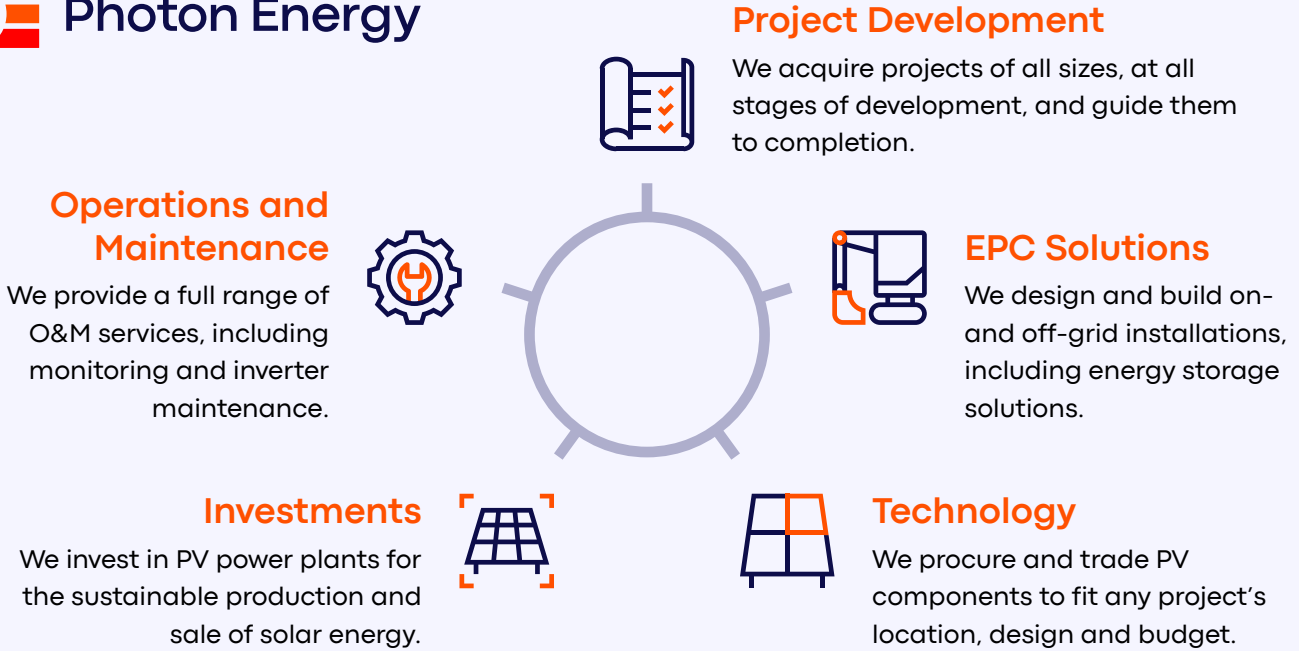 Photon Energy
Project Development
We acquire projects of all sizes, at all
stages of development, and guide them
to completion.
Operations and
Maintenance
We provide a full range of
O&M services, including
monitoring and inverter
maintenance.
EPC Solutions
We design and build on-
and off-grid installations,
including energy storage
solutions.
Investments
We invest in PV power plants for
the sustainable production and
sale of solar energy.
Technology
We procure and trade PV
components to fit any project’s
location, design and budget.